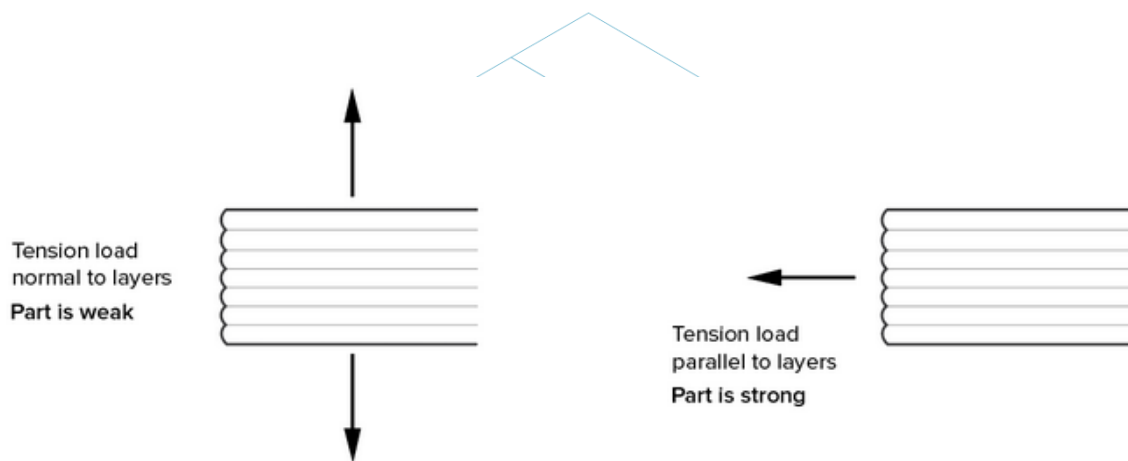 Tension load
normal to layers
Part is weak
Tension load
parallel to layers
Part is strong